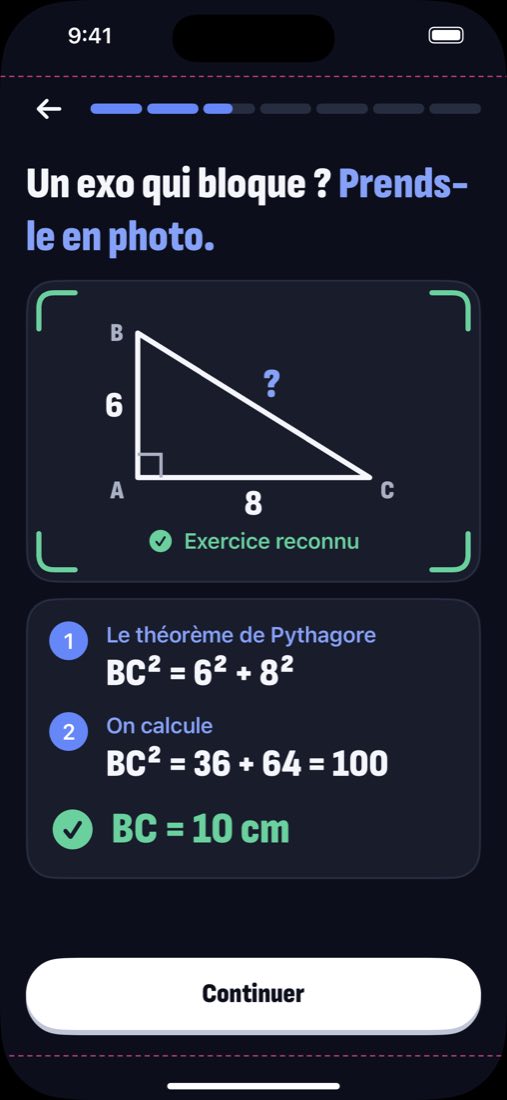 9:41
Un exo qui bloque ? Prends-
le en photo.
B
?
6
A
C
8
Exercice reconnu
1 Le théorème de Pythagore
BC² = 6² + 8²
2 On calcule
BC² = 36 + 64 = 100
BC = 10 cm
Continuer